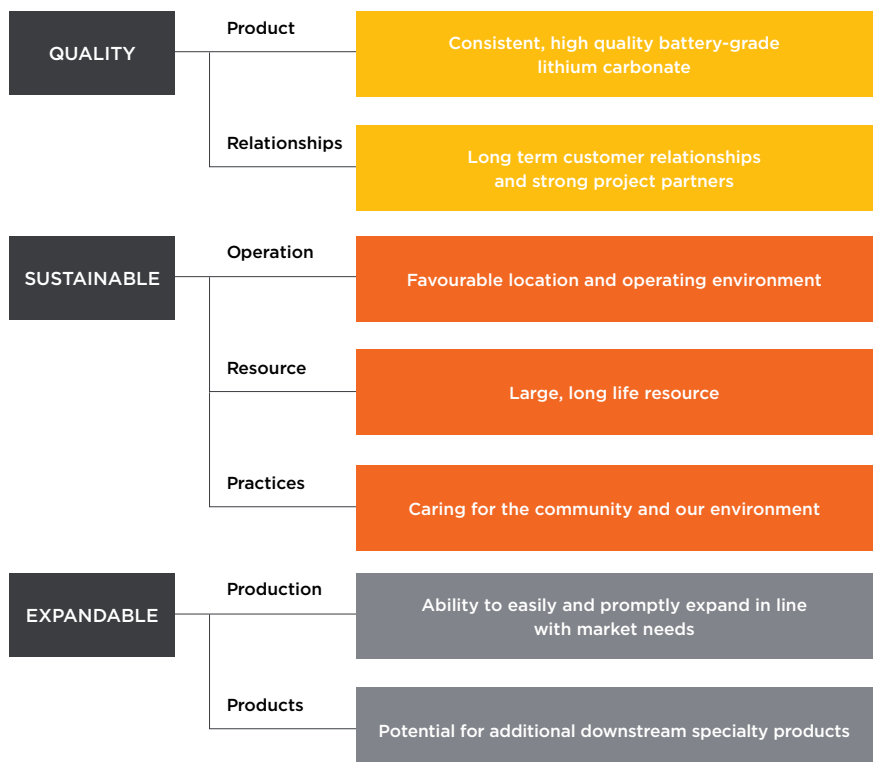 QUALITY
Product
Consistent, high quality battery-grade
lithium carbonate
Relationships
Long term customer relationships
and strong project partners
SUSTAINABLE
Operation
Favourable location and operating environment
Resource
Large, long life resource
Practices
Caring for the community and our environment
EXPANDABLE
Production
Ability to easily and promptly expand in line
with market needs
Products
Potential for additional downstream specialty products